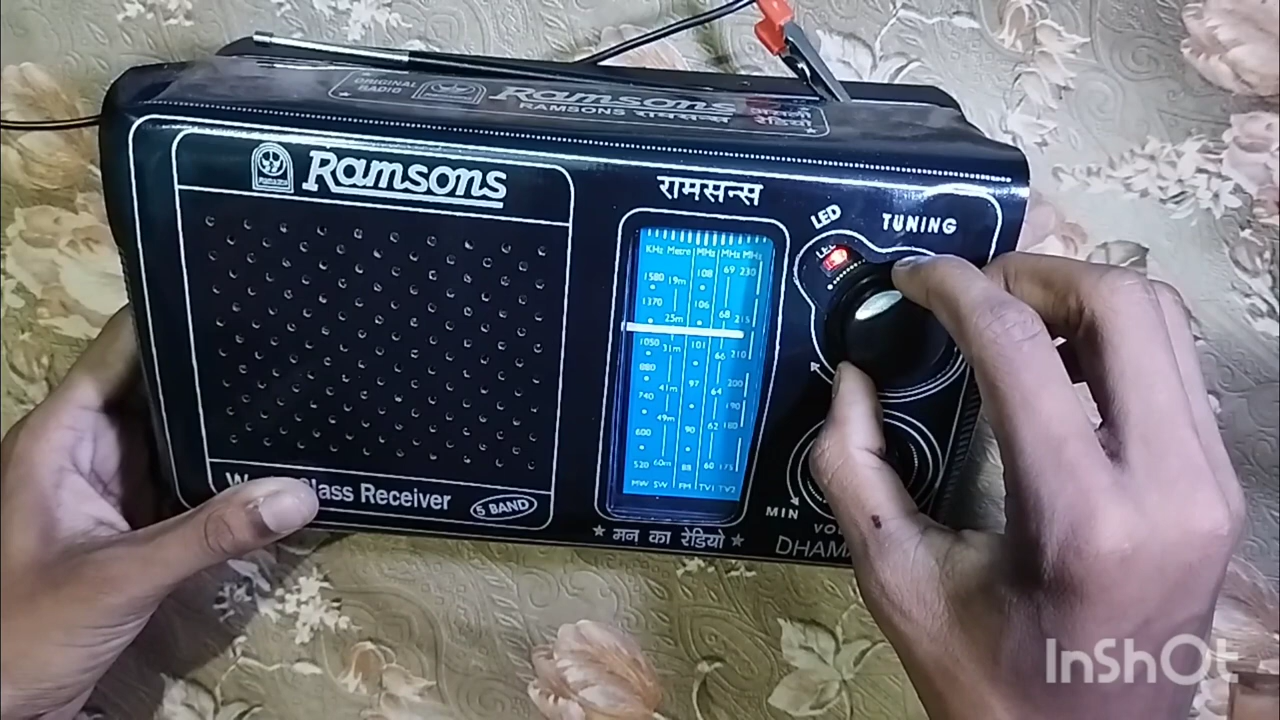 ORIGINAL
RADIO
Ramsons
RAMSONS रामसन्स
असली
रेडियो
Ramsons
रामसन्स
LED
TUNING
KHz Metre MHz MHz MHz
1580 19m 108 69 230
1370 106
25m 68 215
1050 31m 101 66 210
880
41m 97 64 200
740 190
49m 62 180
600 90
520 60m 88 60 175
MW SW FM TV1 TV2
lass Receiver
5 BAND
★ मन का रेडियो ★
MIN
InShOt